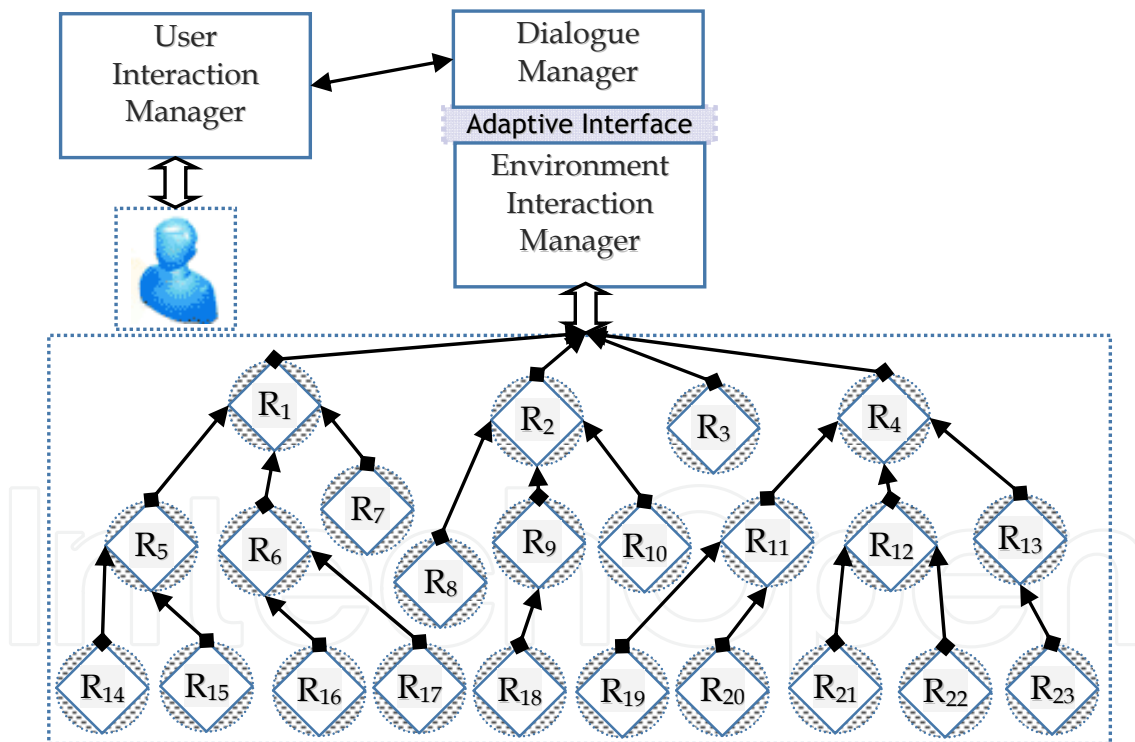 User
Interaction
Manager
Dialogue
Manager
Adaptive Interface
Environment
Interaction
Manager
R1
R2
R3
R4
R5
R6
R7
R8
R9
R10
R11
R12
R13
R14
R15
R16
R17
R18
R19
R20
R21
R22
R23
IntechOpen